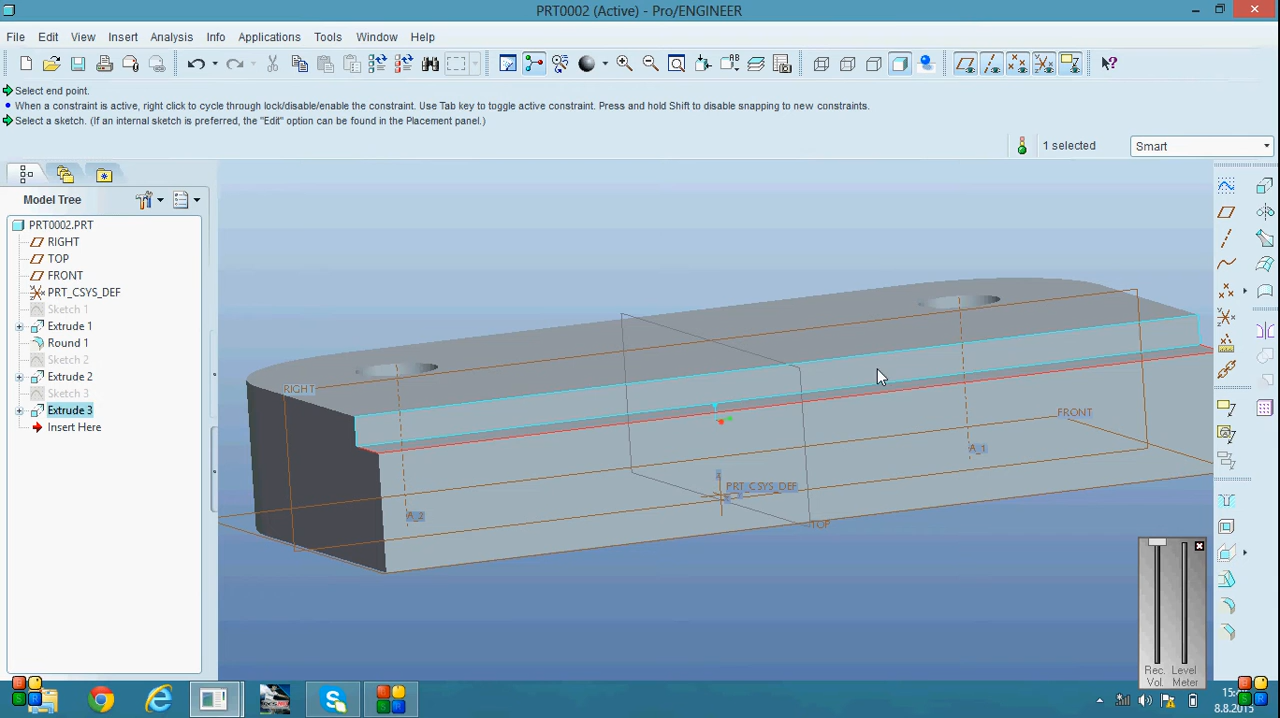 PRT0002 (Active) - Pro/ENGINEER
File Edit View Insert Analysis Info Applications Tools Window Help
Select end point.
When a constraint is active, right click to cycle through lock/disable/enable the constraint. Use Tab key to toggle active constraint. Press and hold Shift to disable snapping to new constraints.
Select a sketch. (If an internal sketch is preferred, the "Edit" option can be found in the Placement panel.)
1 selected
Smart
Model Tree
PRT0002.PRT
RIGHT
TOP
FRONT
PRT_CSYS_DEF
Sketch 1
Extrude 1
Round 1
Sketch 2
Extrude 2
Sketch 3
Extrude 3
Insert Here
RIGHT
FRONT
A_1
PRT_CSYS_DEF
A_2
TOP
Rec. Level
Vol Meter
8.8.2015